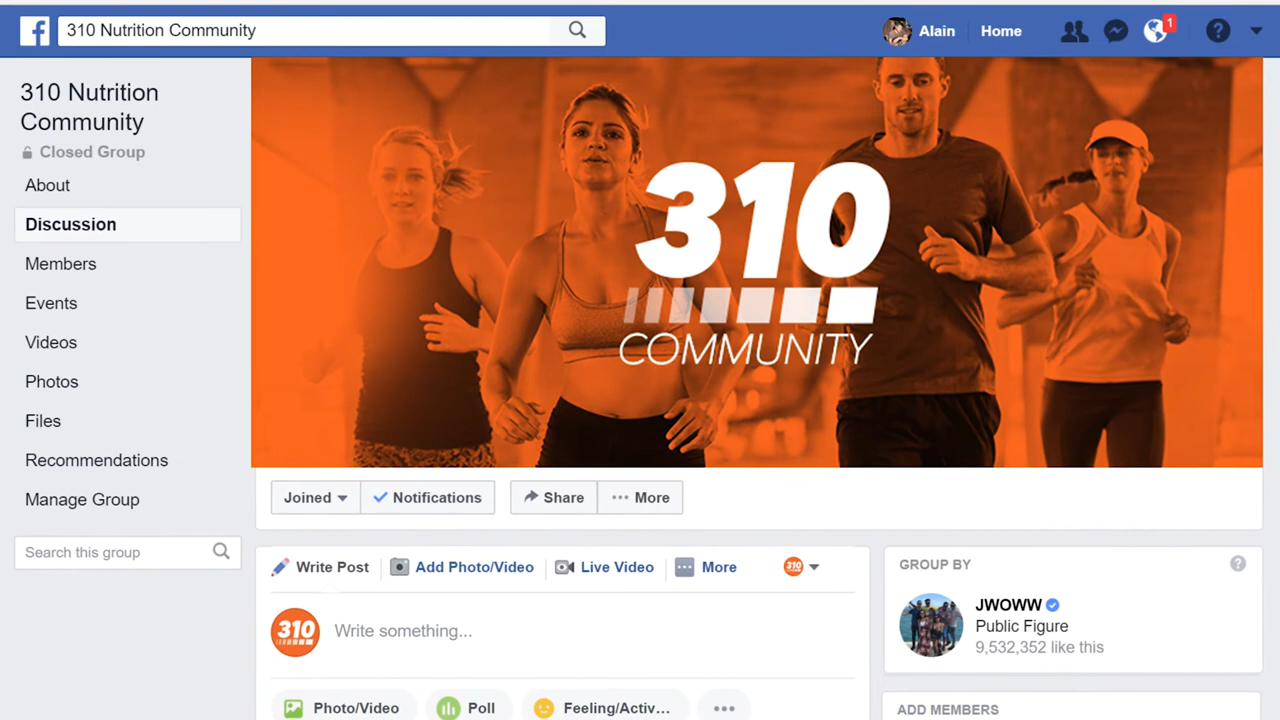 310 Nutrition Community
Alain
Home
1
?
310 Nutrition
Community
Closed Group
About
Discussion
Members
Events
Videos
Photos
Files
Recommendations
Manage Group
Search this group
310
COMMUNITY
Joined
Notifications
Share
More
Write Post
Add Photo/Video
Live Video
More
310
310
Write something...
Photo/Video
Poll
Feeling/Activ...
GROUP BY
?
JWOWW
Public Figure
9,532,352 like this
ADD MEMBERS